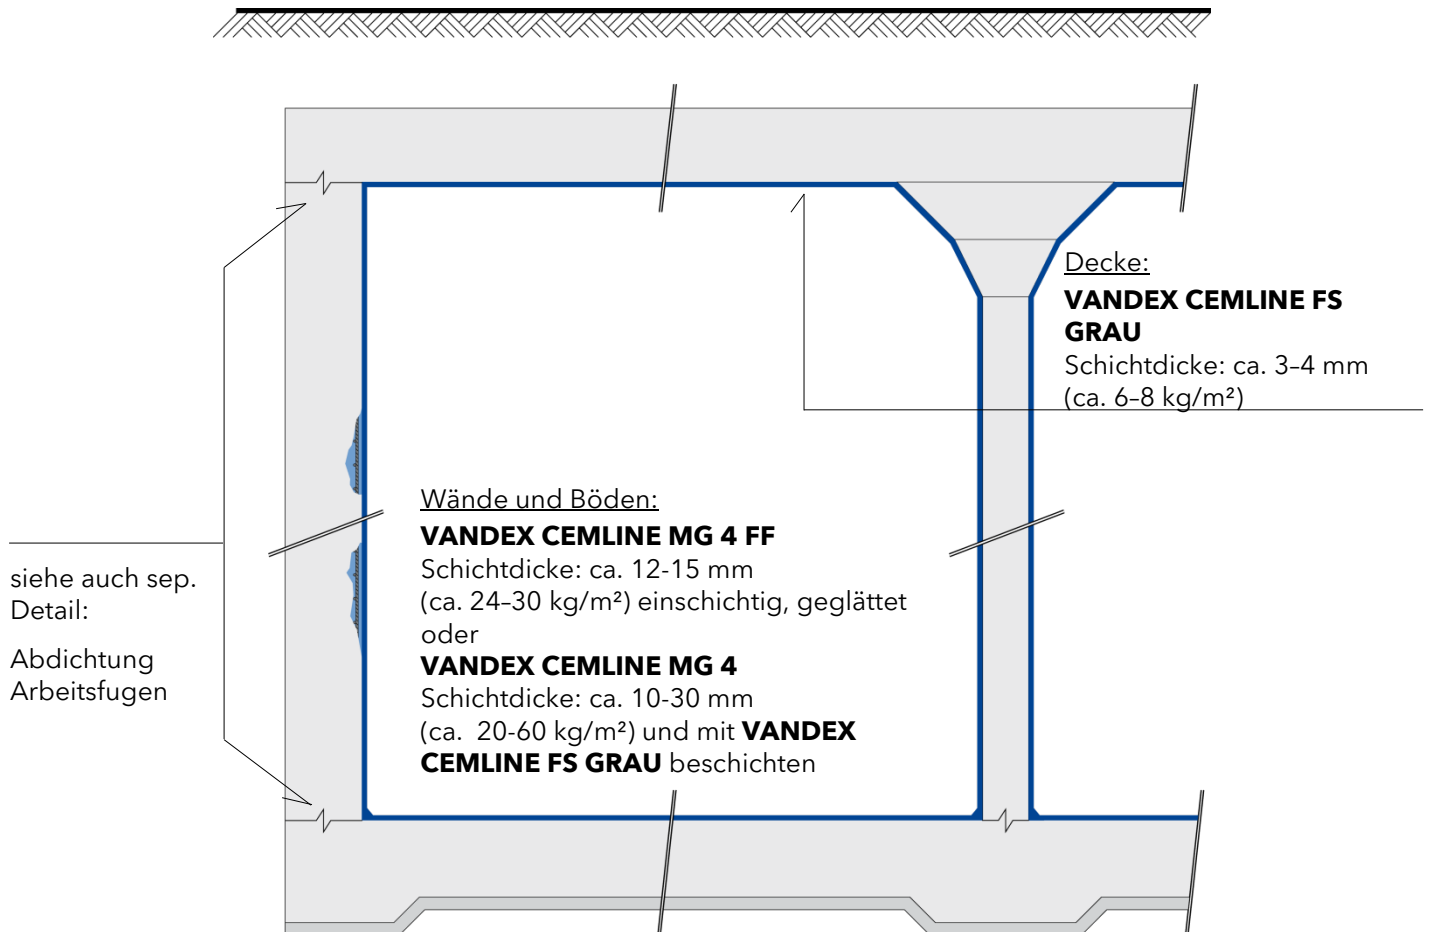 Decke:
VANDEX CEMLINE FS
GRAU
Schichtdicke: ca. 3–4 mm
(ca. 6–8 kg/m²)
Wände und Böden:
VANDEX CEMLINE MG 4 FF
Schichtdicke: ca. 12-15 mm
(ca. 24–30 kg/m²) einschichtig, geglättet
oder
VANDEX CEMLINE MG 4
Schichtdicke: ca. 10-30 mm
(ca.  20-60 kg/m²) und mit VANDEX
CEMLINE FS GRAU beschichten
siehe auch sep.
Detail:
Abdichtung
Arbeitsfugen